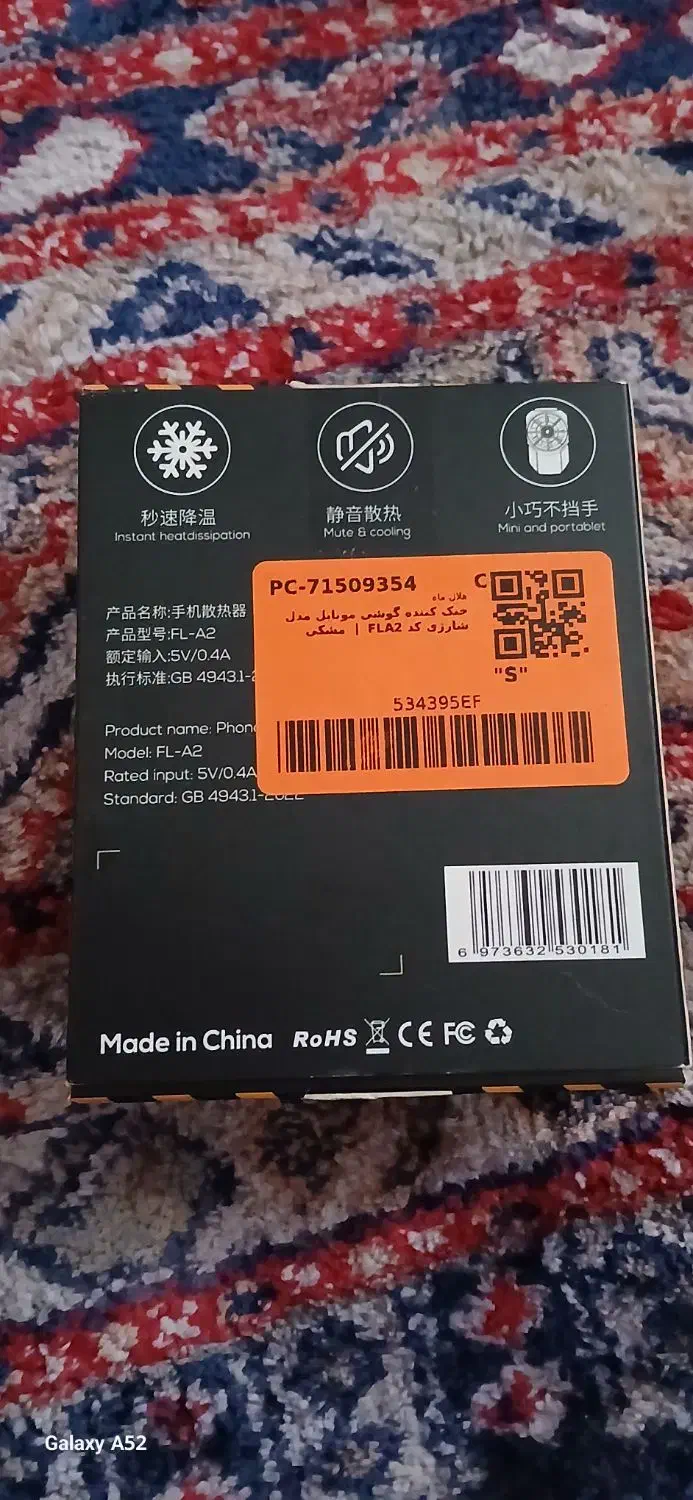 秒速降温
Instant heatdissipation
静音散热
Mute & cooling
小巧不挡手
Mini and portablet
产品名称:手机散热器
产品型号:FL-A2
额定输入:5V/0.4A
执行标准:GB 4943.1-2
PC-71509354
C
هلال ماه
خنک کننده گوشی موبایل مدل
شارژی کد FLA2 | مشکی
"S"
534395EF
Product name: Phon
Model: FL-A2
Rated input: 5V/0.4A
Standard: GB 4943.1-2022
6 973632 530181
Made in China RoHS CE FC
Galaxy A52